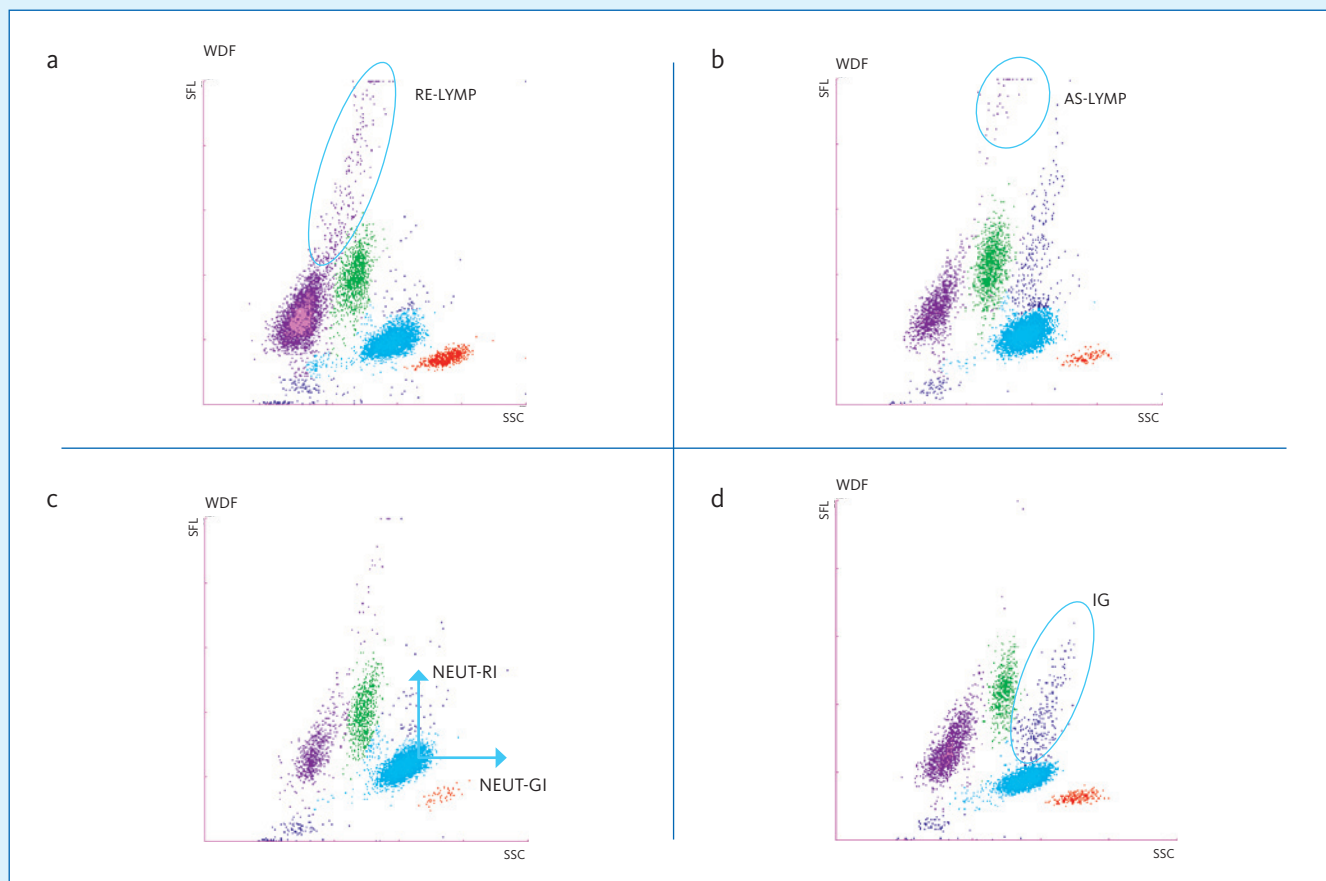 a
WDF
SFL
RE-LYMP
SSC
b
WDF
SFL
AS-LYMP
SSC
c
WDF
SFL
NEUT-RI
NEUT-GI
SSC
d
WDF
SFL
IG
SSC